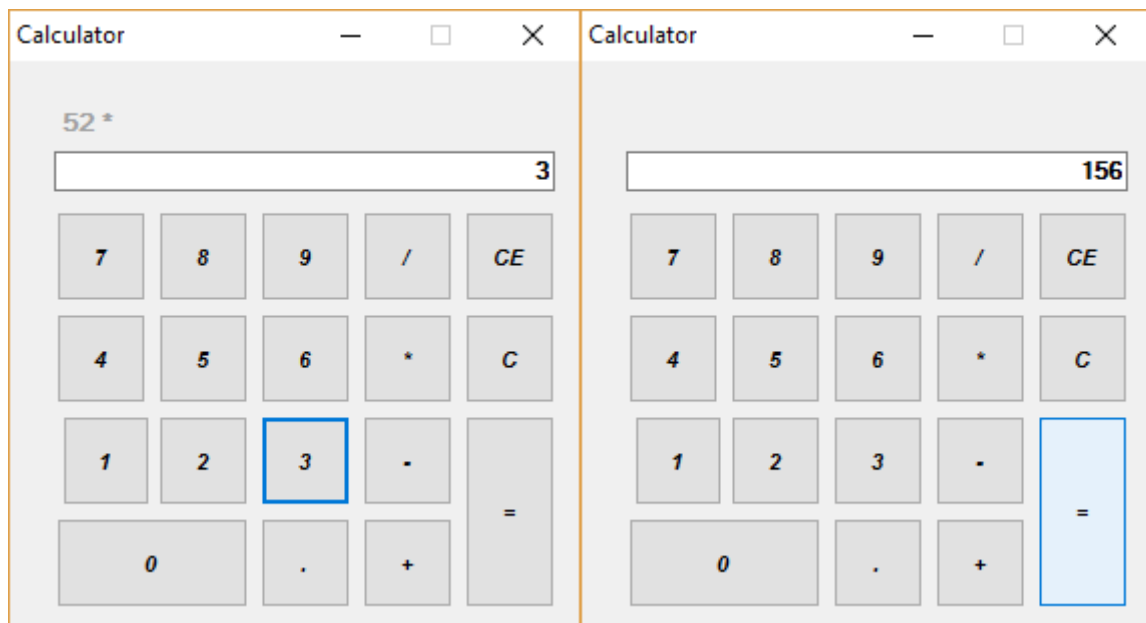 Calculator
52 *
3
7 8 9 / CE
4 5 6 * C
1 2 3 -
=
0 . +
Calculator
156
7 8 9 / CE
4 5 6 * C
1 2 3 -
=
0 . +